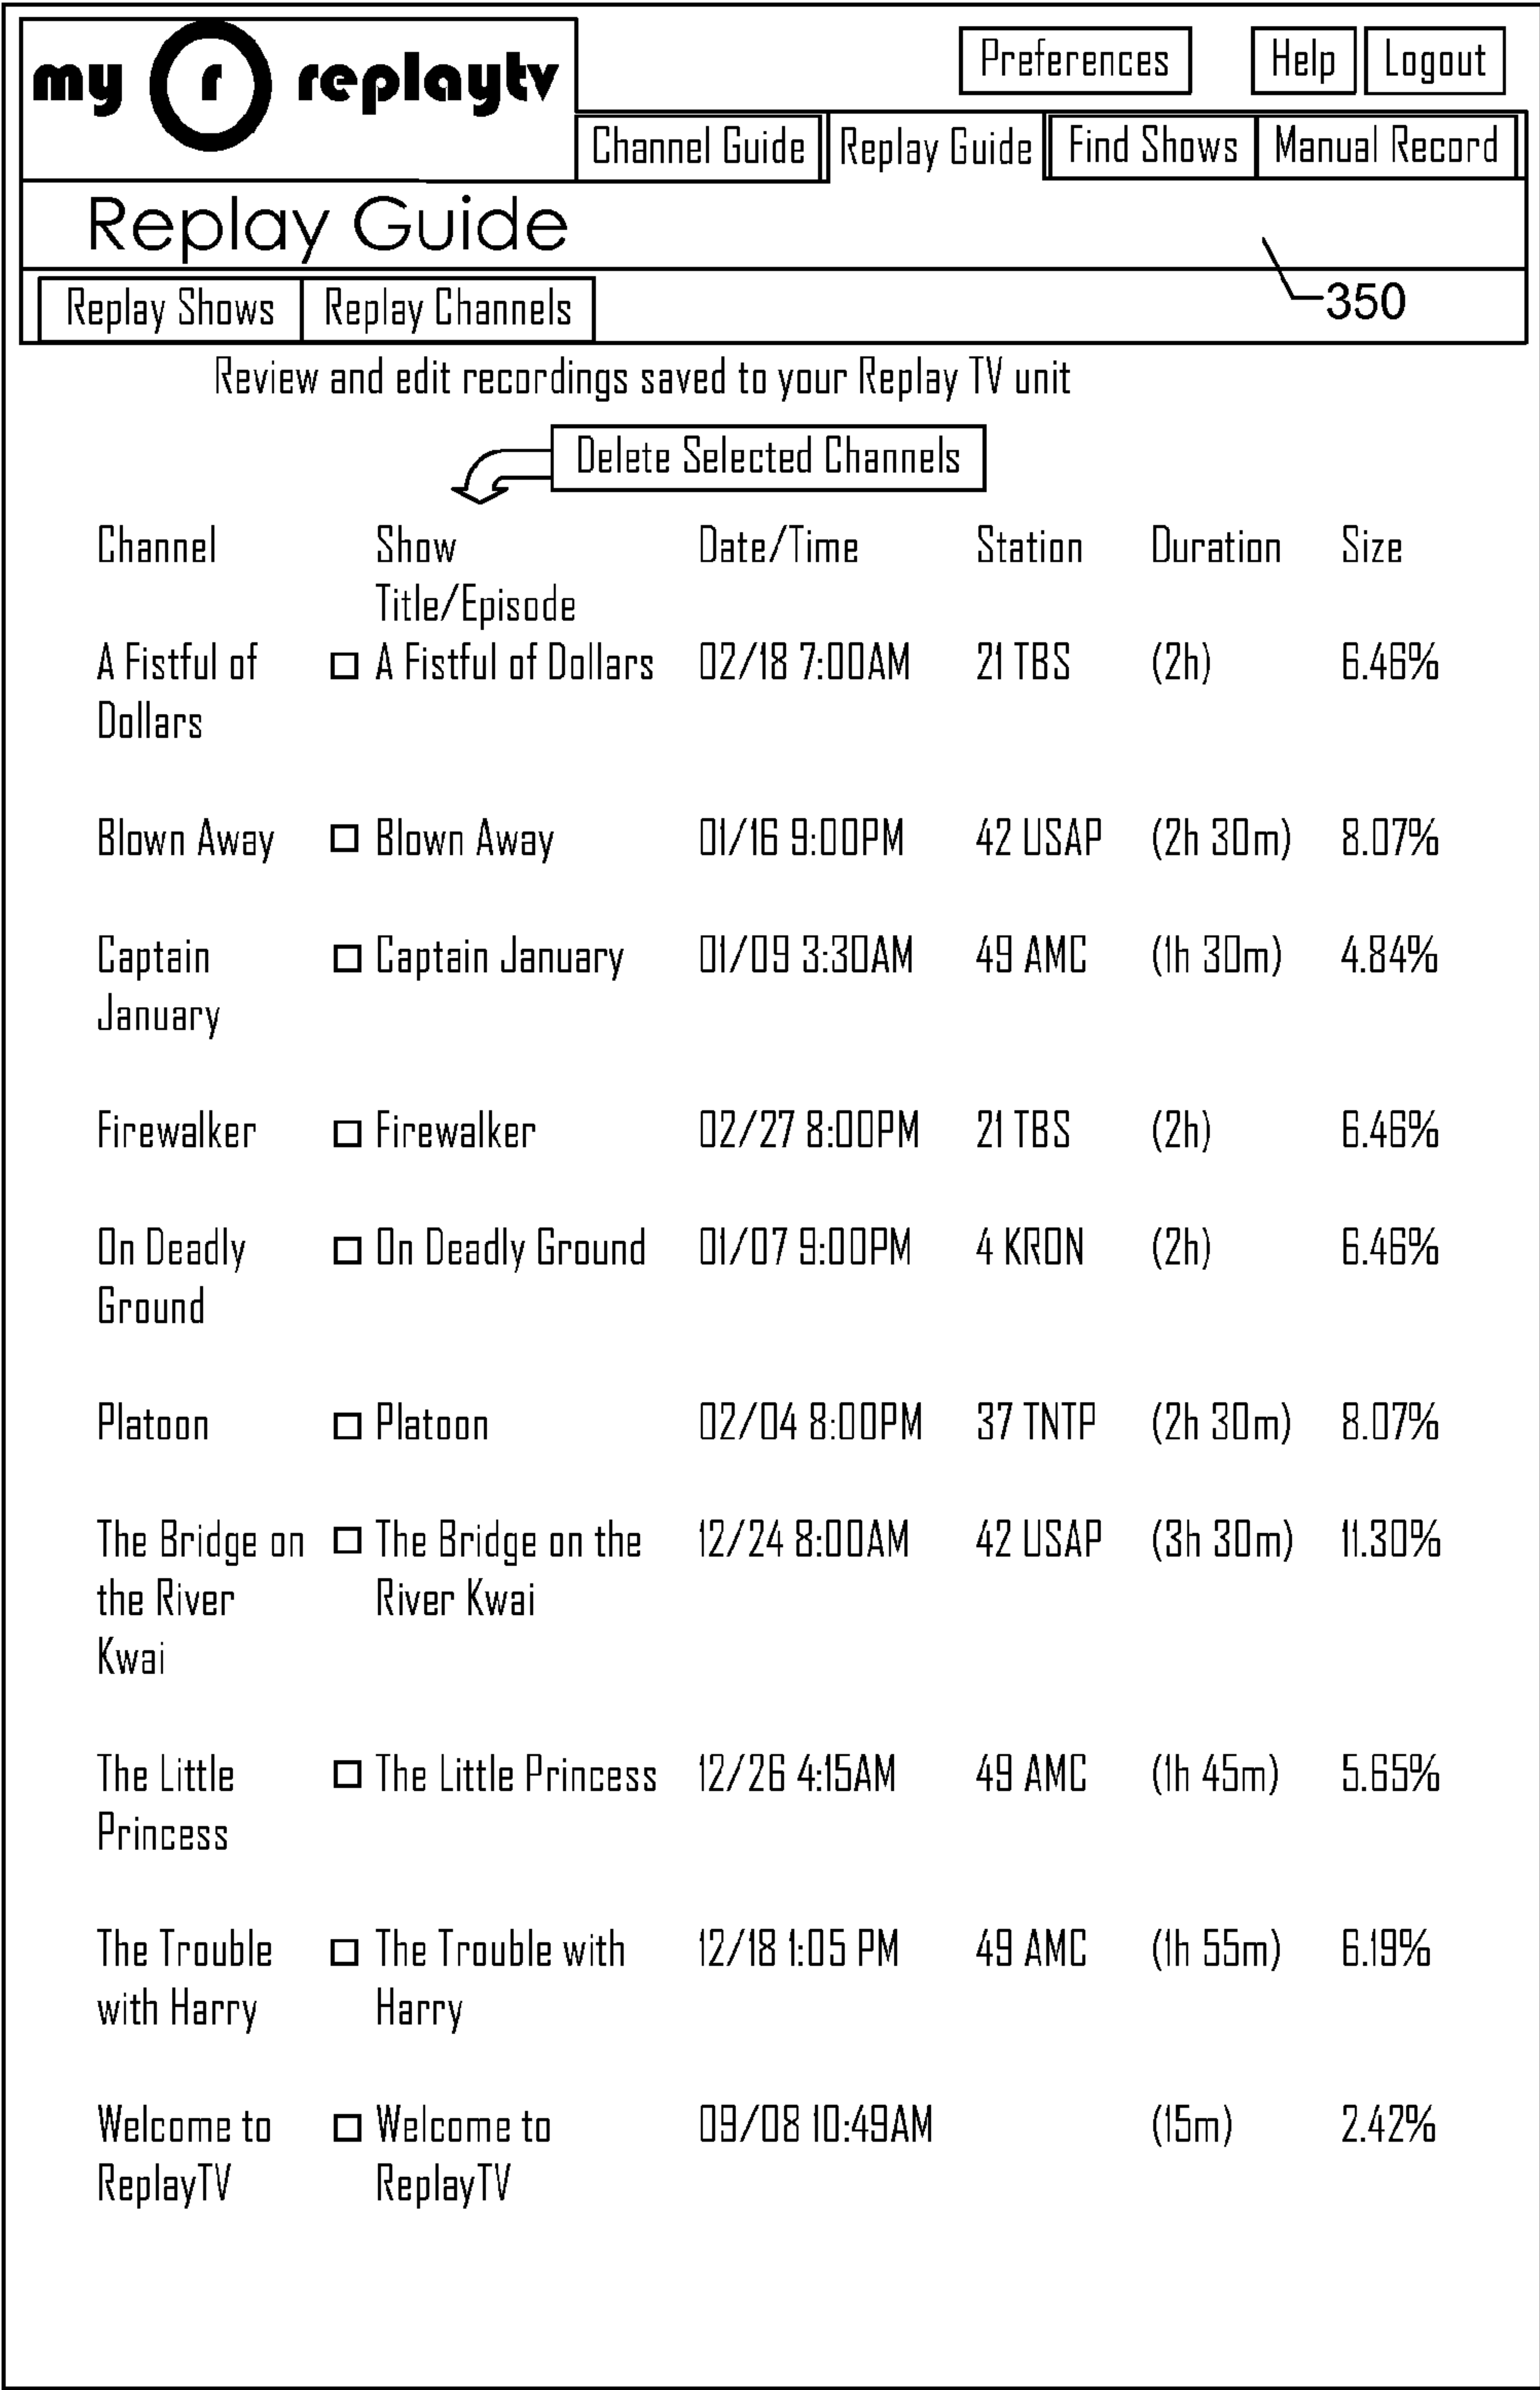 my r replaytv
Preferences Help Logout
Channel Guide Replay Guide Find Shows Manual Record
Replay Guide
350
Replay Shows Replay Channels
Review and edit recordings saved to your Replay TV unit
Delete Selected Channels
Channel Show Date/Time Station Duration Size
Title/Episode
A Fistful of A Fistful of Dollars 02/18 7:00AM 21 TBS (2h) 6.46%
Dollars
Blown Away Blown Away 01/16 9:00PM 42 USAP (2h 30m) 8.07%
Captain Captain January 01/09 3:30AM 49 AMC (1h 30m) 4.84%
January
Firewalker Firewalker 02/27 8:00PM 21 TBS (2h) 6.46%
On Deadly On Deadly Ground 01/07 9:00PM 4 KRON (2h) 6.46%
Ground
Platoon Platoon 02/04 8:00PM 37 TNTP (2h 30m) 8.07%
The Bridge on The Bridge on the 12/24 8:00AM 42 USAP (3h 30m) 11.30%
the River River Kwai
Kwai
The Little The Little Princess 12/26 4:15AM 49 AMC (1h 45m) 5.65%
Princess
The Trouble The Trouble with 12/18 1:05 PM 49 AMC (1h 55m) 6.19%
with Harry Harry
Welcome to Welcome to 09/08 10:49AM (15m) 2.42%
ReplayTV ReplayTV